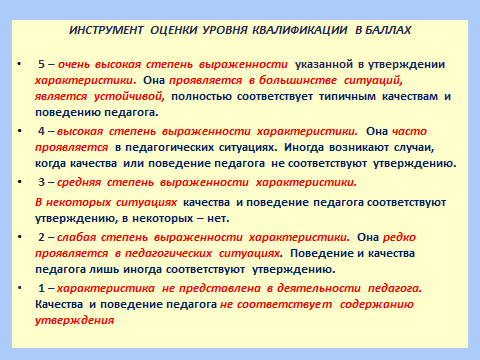 ИНСТРУМЕНТ ОЦЕНКИ УРОВНЯ КВАЛИФИКАЦИИ В БАЛЛАХ
• 5 – очень высокая степень выраженности указанной в утверждении
характеристики. Она проявляется в большинстве ситуаций,
является устойчивой, полностью соответствует типичным качествам и
поведению педагога.
• 4 – высокая степень выраженности характеристики. Она часто
проявляется в педагогических ситуациях. Иногда возникают случаи,
когда качества или поведение педагога не соответствуют утверждению.
• 3 – средняя степень выраженности характеристики.
В некоторых ситуациях качества и поведение педагога соответствуют
утверждению, в некоторых – нет.
• 2 – слабая степень выраженности характеристики. Она редко
проявляется в педагогических ситуациях. Поведение и качества
педагога лишь иногда соответствуют утверждению.
• 1 – характеристика не представлена в деятельности педагога.
Качества и поведение педагога не соответствует содержанию
утверждения